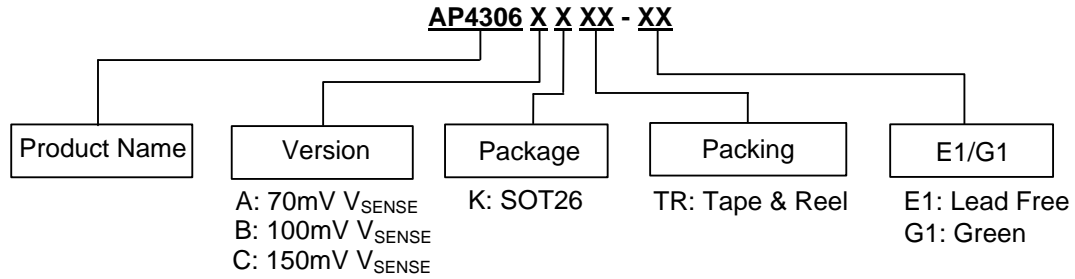 AP4306 X X XX - XX
Product Name
Version
Package
Packing
E1/G1
A: 70mV VSENSE
B: 100mV VSENSE
C: 150mV VSENSE
K: SOT26
TR: Tape & Reel
E1: Lead Free
G1: Green